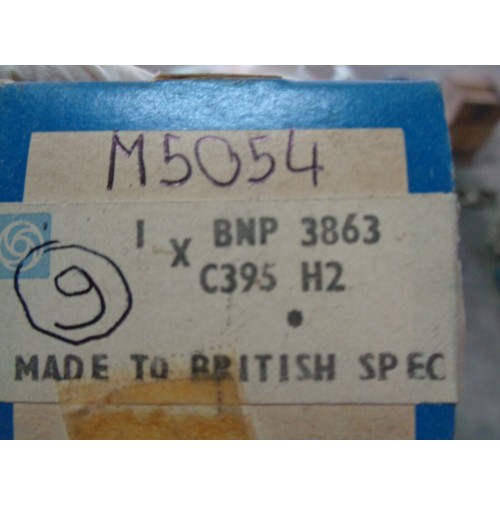 M5054
1 X BNP 3863
C395 H2
9
MADE TO BRITISH SPEC